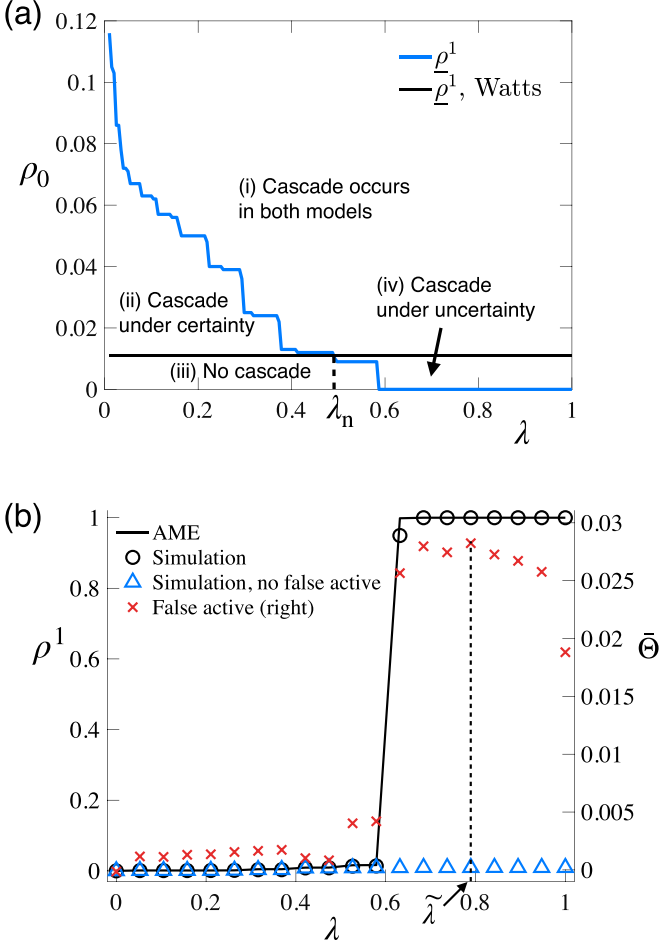 (a)
0.12
0.1
0.08
0.06
0.04
0.02
0
ρ₀
ρ¹
ρ¹, Watts
(i) Cascade occurs
in both models
(ii) Cascade
under certainty
(iii) No cascade
(iv) Cascade
under uncertainty
0 0.2 0.4 0.6 0.8 1
λₙ
λ
(b)
1
0.8
0.6
0.4
0.2
0
ρ¹
AME
Simulation
Simulation, no false active
False active (right)
0.03
0.025
0.02
0.015
0.01
0.005
0
Θ̄
0 0.2 0.4 0.6 0.8 1
λ̃
λ